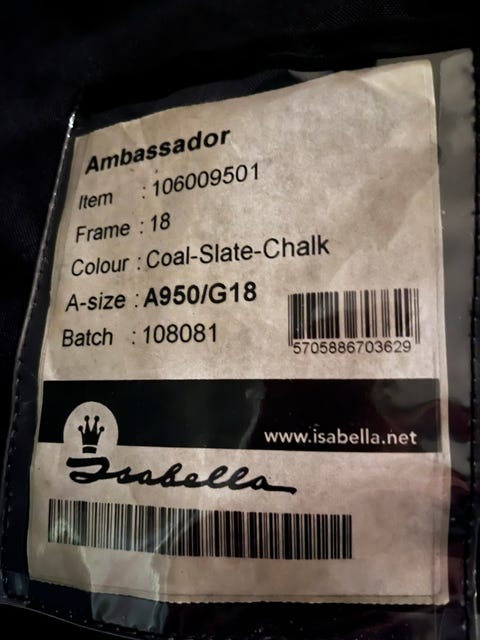 Ambassador
Item : 106009501
Frame : 18
Colour : Coal-Slate-Chalk
A-size : A950/G18
Batch : 108081
5705886703629
www.isabella.net
Isabella